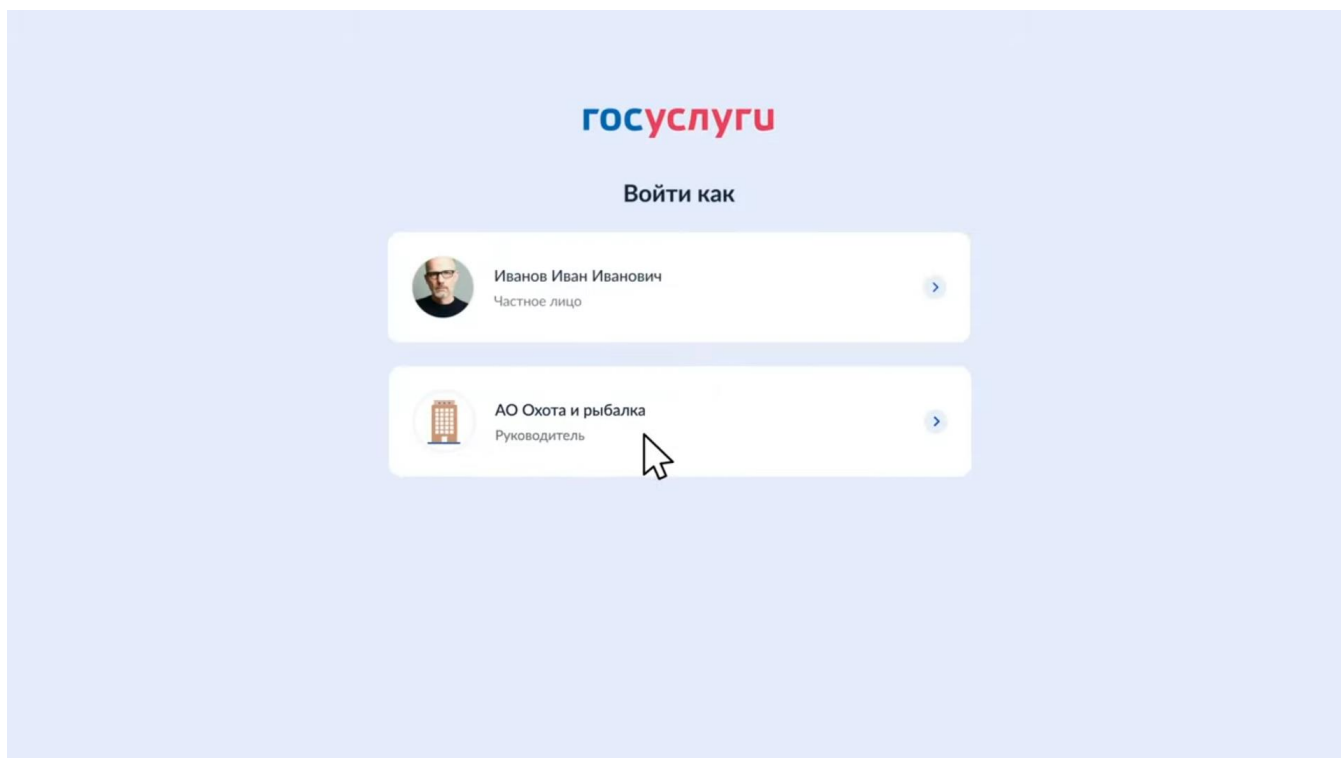 госуслуги
Войти как
Иванов Иван Иванович
Частное лицо
АО Охота и рыбалка
Руководитель